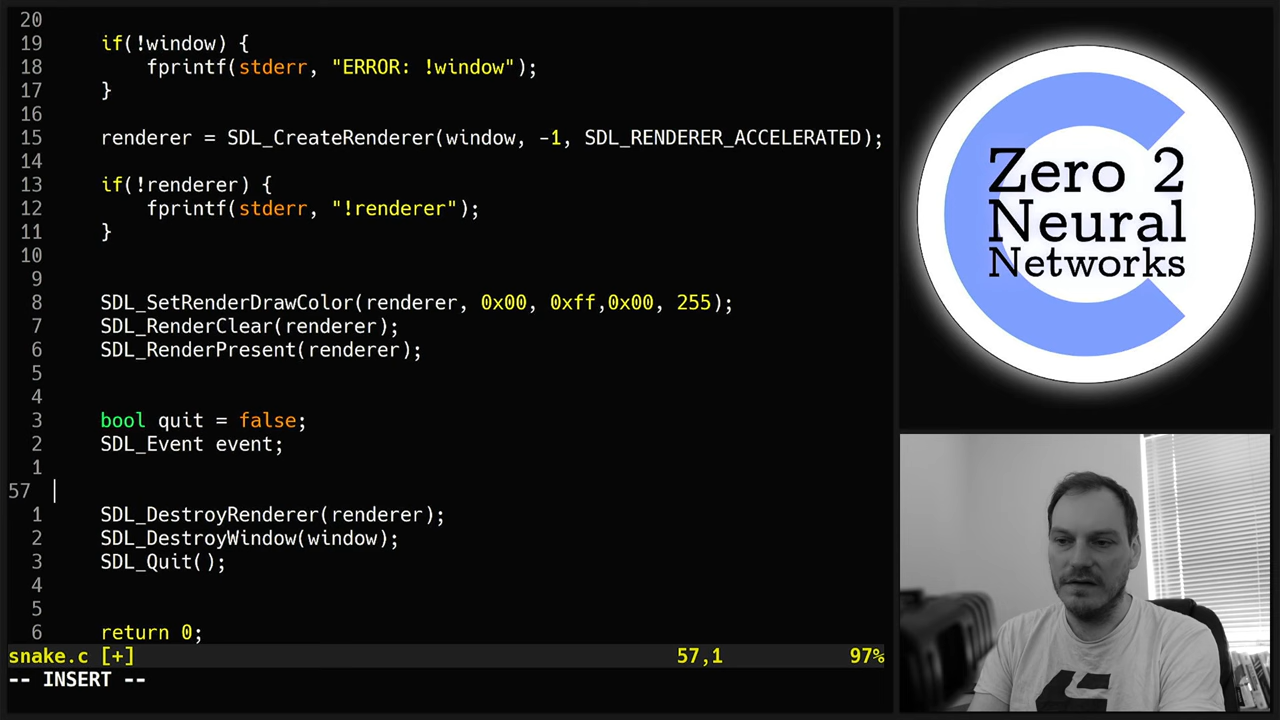 20
19 if(!window) {
18 fprintf(stderr, "ERROR: !window");
17 }
16
15 renderer = SDL_CreateRenderer(window, -1, SDL_RENDERER_ACCELERATED);
14
13 if(!renderer) {
12 fprintf(stderr, "!renderer");
11 }
10
9
8 SDL_SetRenderDrawColor(renderer, 0x00, 0xff,0x00, 255);
7 SDL_RenderClear(renderer);
6 SDL_RenderPresent(renderer);
5
4
3 bool quit = false;
2 SDL_Event event;
1
57
1 SDL_DestroyRenderer(renderer);
2 SDL_DestroyWindow(window);
3 SDL_Quit();
4
5
6 return 0;
snake.c [+] 57,1 97%
-- INSERT --
Zero 2
Neural
Networks